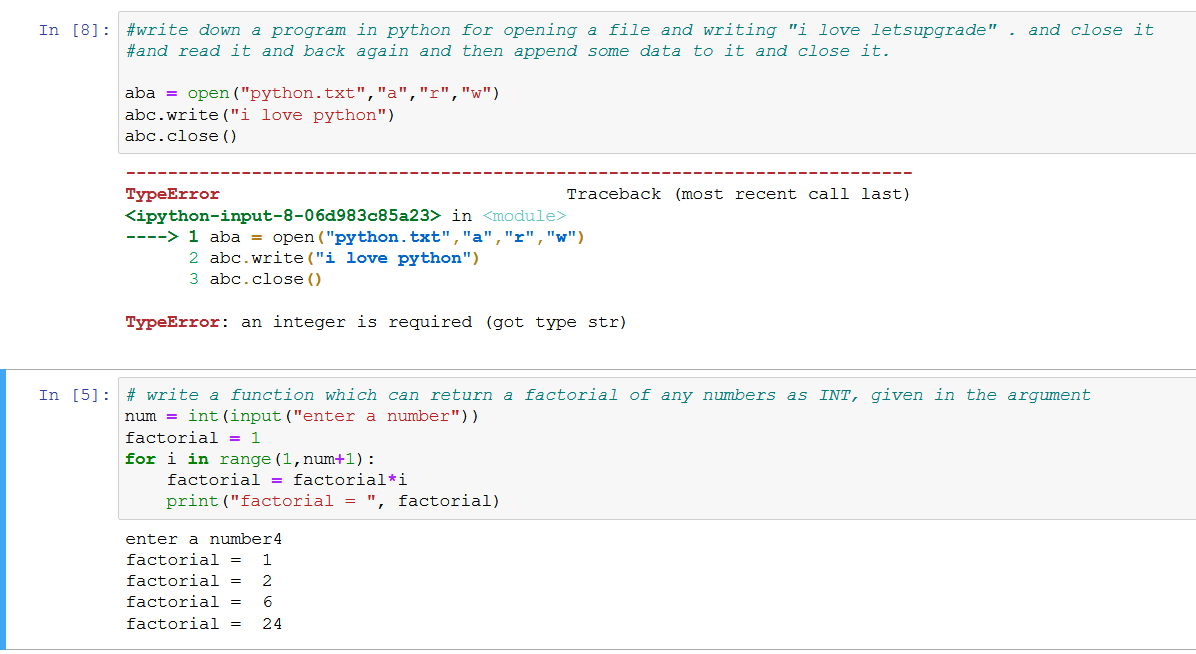 In [8]: #write down a program in python for opening a file and writing "i love letsupgrade" . and close it
#and read it and back again and then append some data to it and close it.
aba = open("python.txt","a","r","w")
abc.write("i love python")
abc.close()
---------------------------------------------------------------------------
TypeError                                 Traceback (most recent call last)
<ipython-input-8-06d983c85a23> in <module>
----> 1 aba = open("python.txt","a","r","w")
      2 abc.write("i love python")
      3 abc.close()
TypeError: an integer is required (got type str)
In [5]: # write a function which can return a factorial of any numbers as INT, given in the argument
num = int(input("enter a number"))
factorial = 1
for i in range(1,num+1):
    factorial = factorial*i
    print("factorial = ", factorial)
enter a number4
factorial =  1
factorial =  2
factorial =  6
factorial =  24